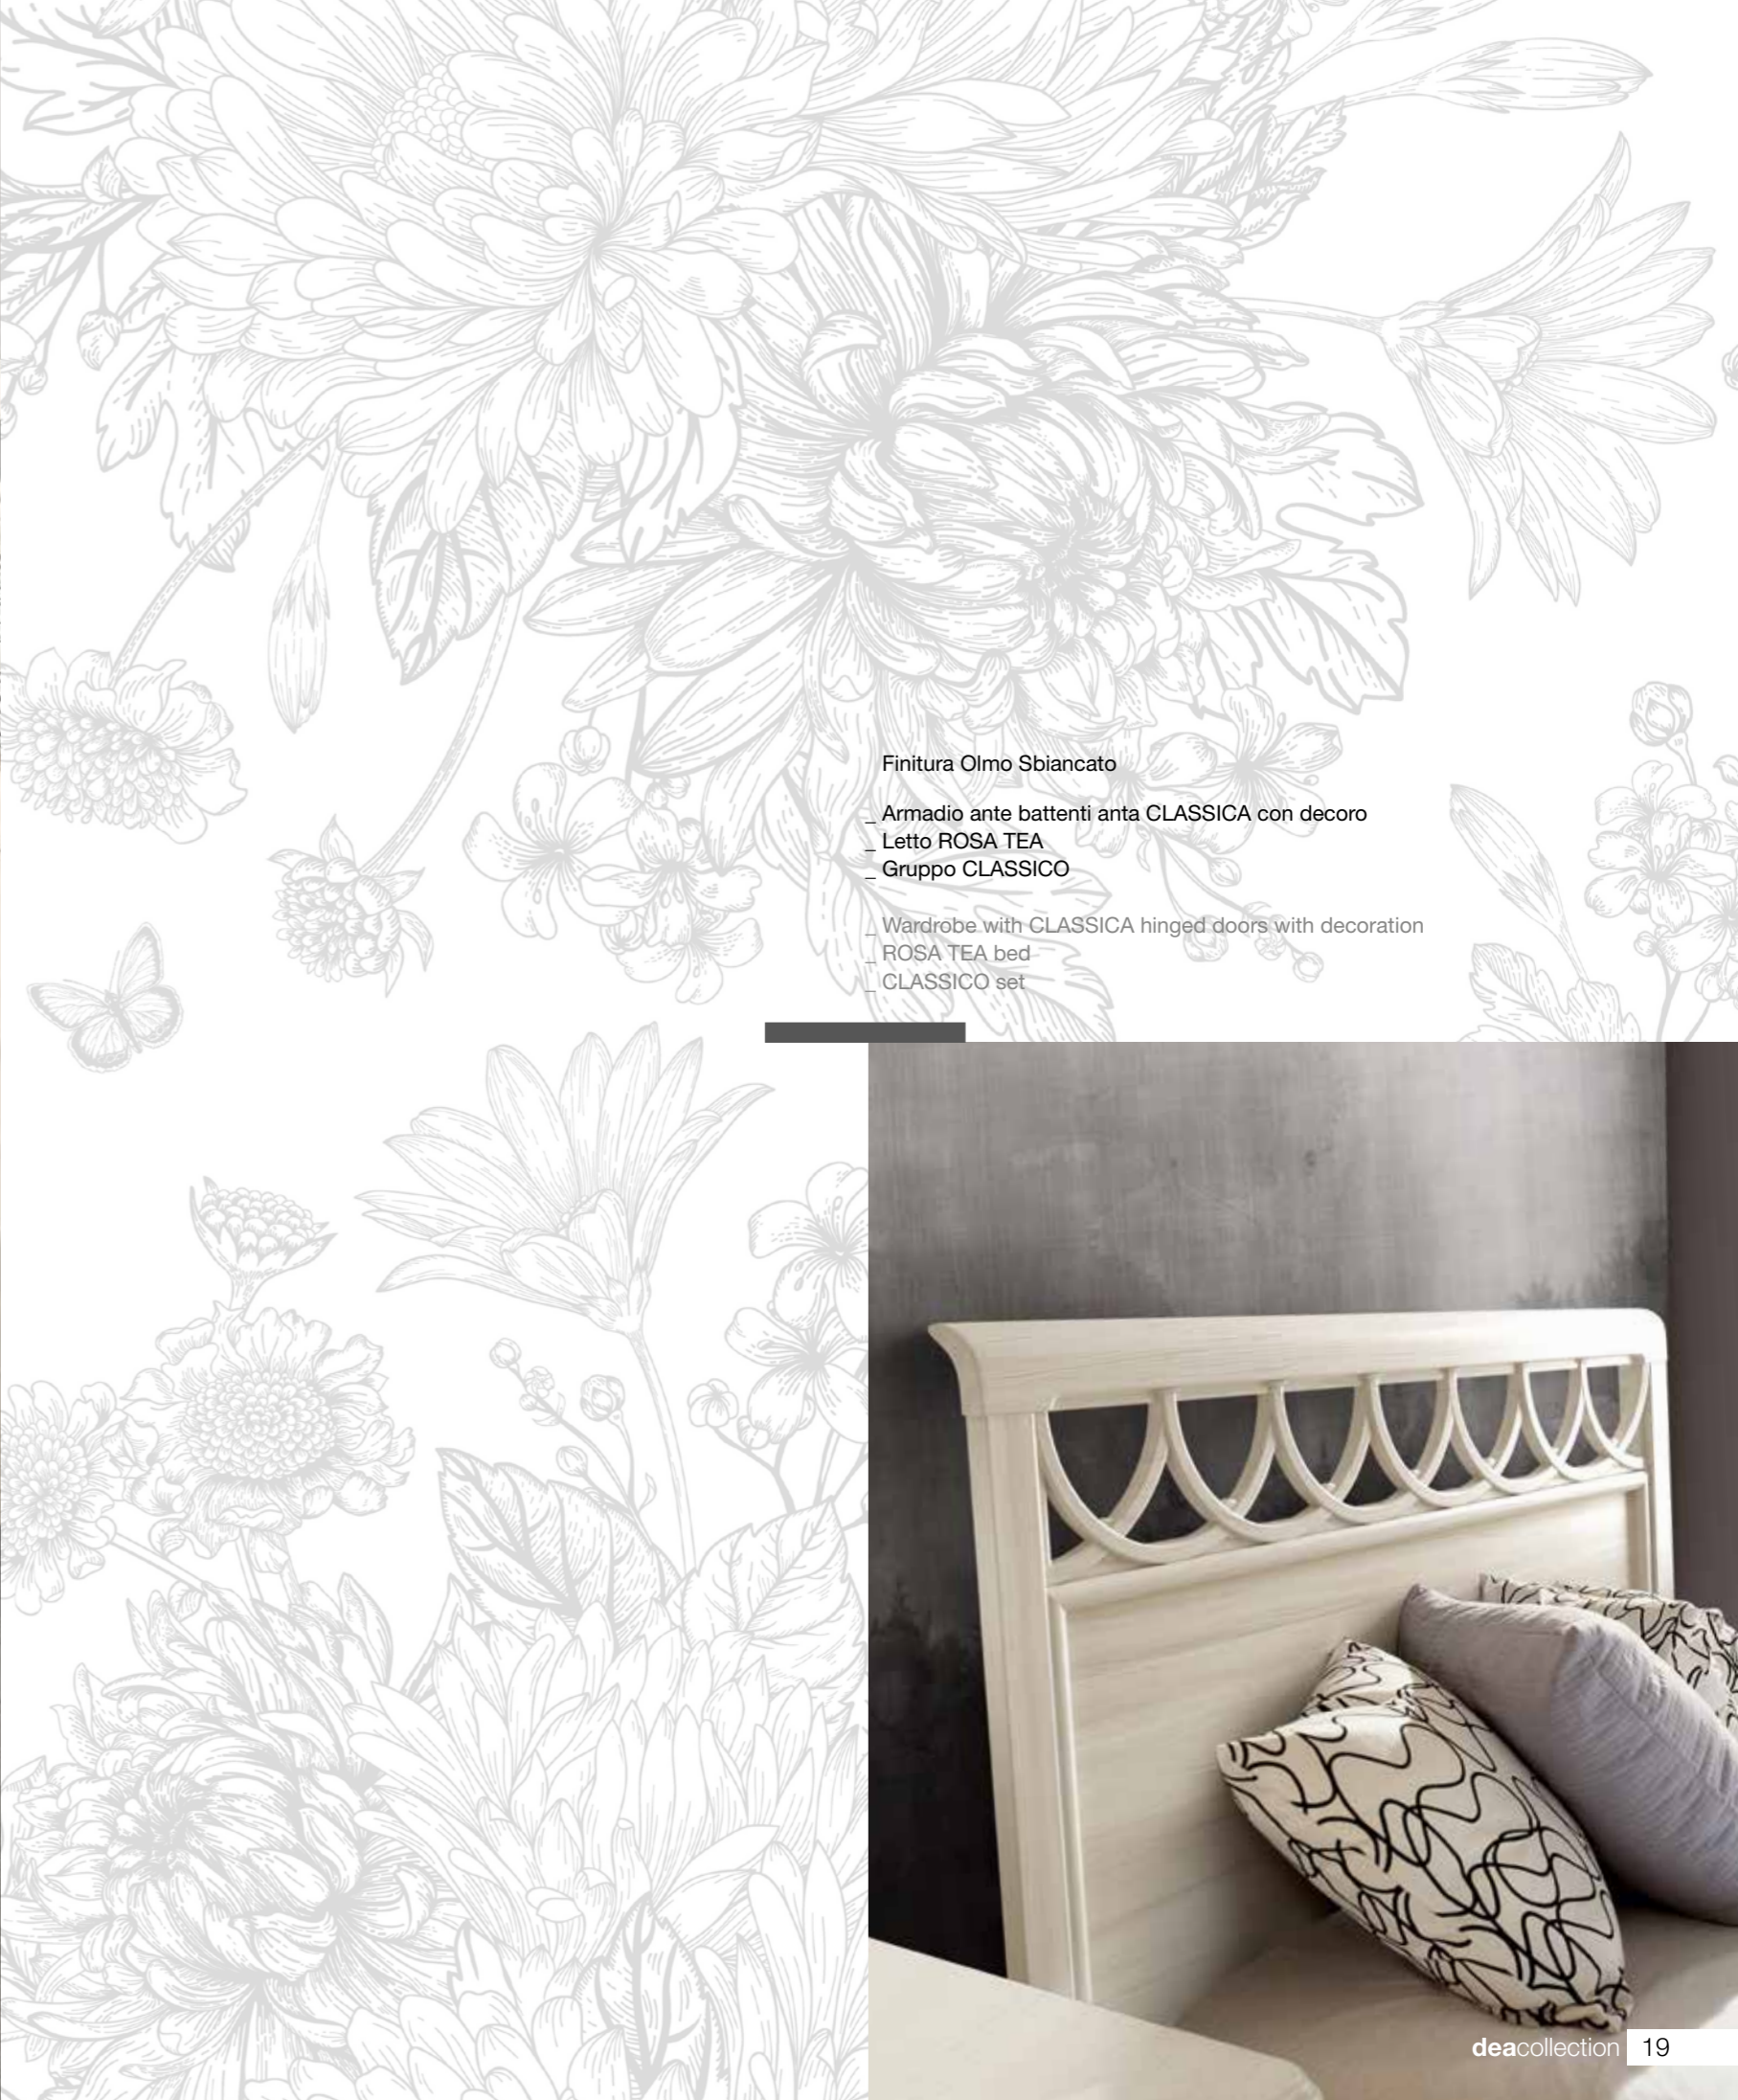 Finitura Olmo Sbiancato
_ Armadio ante battenti anta CLASSICA con decoro
_ Letto ROSA TEA
_ Gruppo CLASSICO
_ Wardrobe with CLASSICA hinged doors with decoration
_ ROSA TEA bed
_ CLASSICO set
deacollection 19